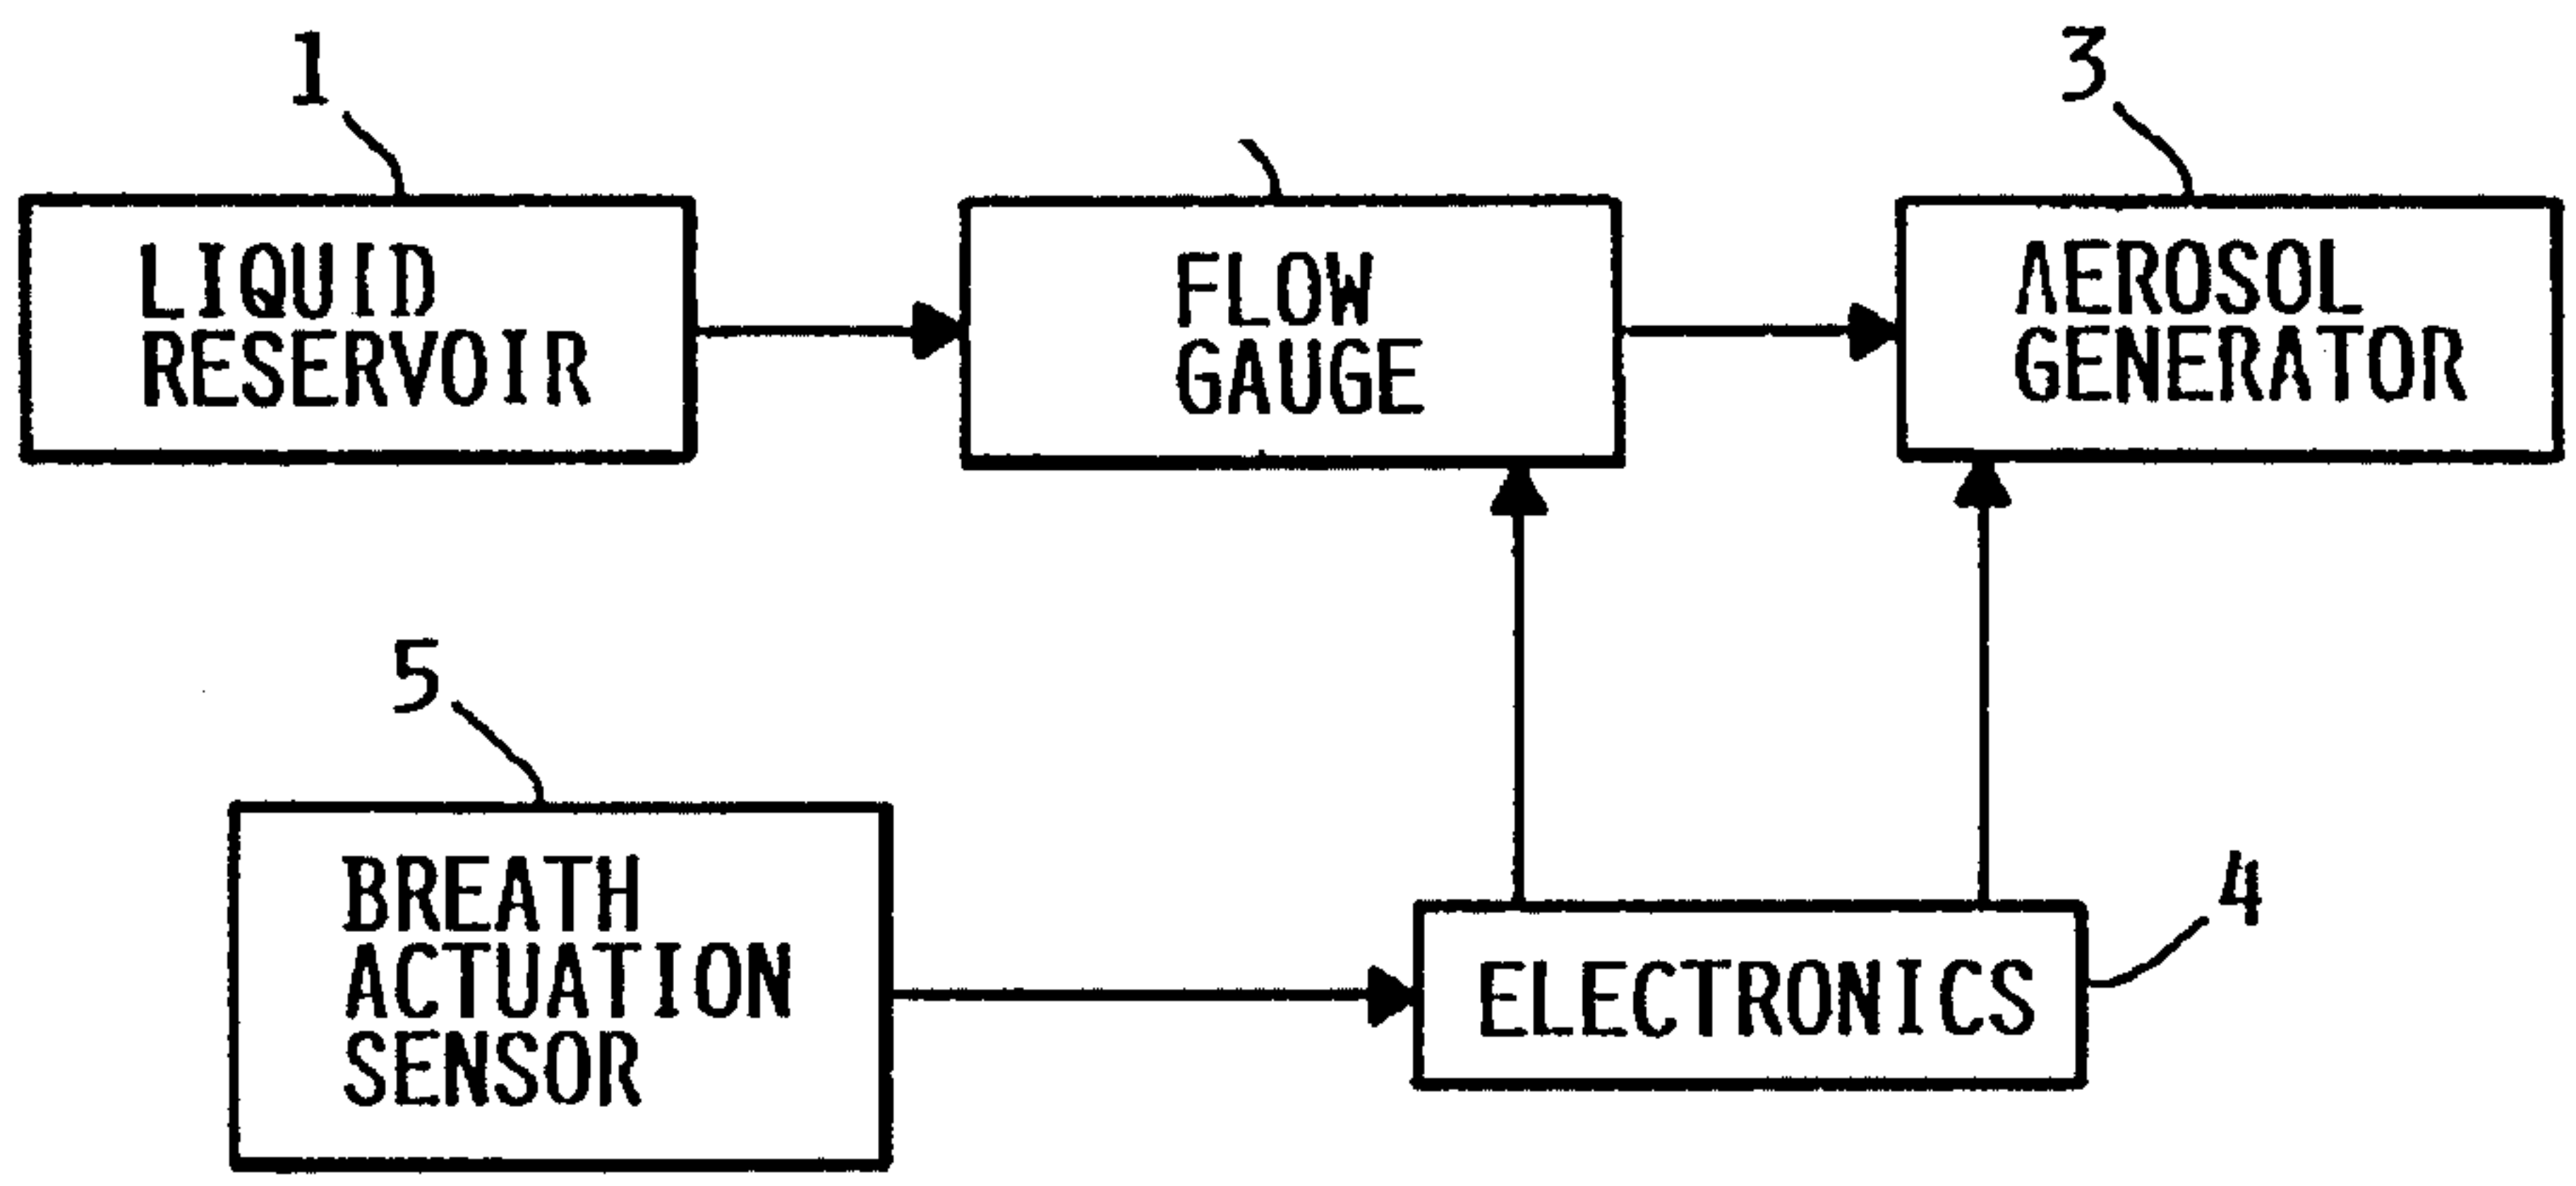 1
3
LIQUID
RESERVOIR
FLOW
GAUGE
AEROSOL
GENERATOR
5
BREATH
ACTUATION
SENSOR
4
ELECTRONICS